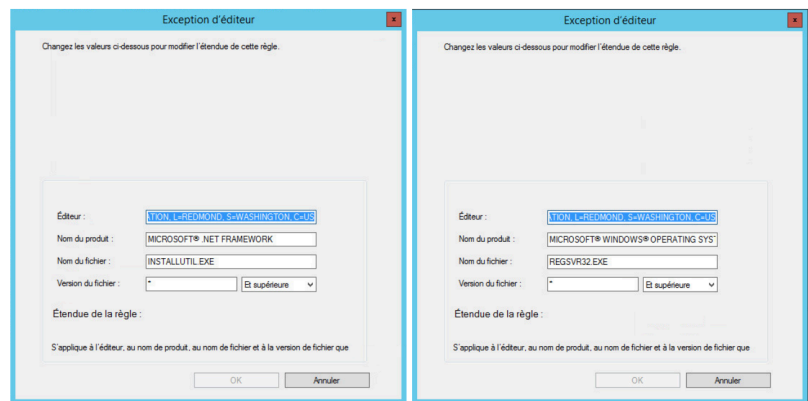 Exception d'éditeur
x
Changez les valeurs ci-dessous pour modifier l'étendue de cette règle.
Éditeur :
ATION, L=REDMOND, S=WASHINGTON, C=US
Nom du produit :
MICROSOFT® .NET FRAMEWORK
Nom du fichier :
INSTALLUTIL.EXE
Version du fichier :
*
Et supérieure
Étendue de la règle :
S'applique à l'éditeur, au nom de produit, au nom de fichier et à la version de fichier que
OK
Annuler
Exception d'éditeur
x
Changez les valeurs ci-dessous pour modifier l'étendue de cette règle.
Éditeur :
ATION, L=REDMOND, S=WASHINGTON, C=US
Nom du produit :
MICROSOFT® WINDOWS® OPERATING SYST
Nom du fichier :
REGSVR32.EXE
Version du fichier :
*
Et supérieure
Étendue de la règle :
S'applique à l'éditeur, au nom de produit, au nom de fichier et à la version de fichier que
OK
Annuler